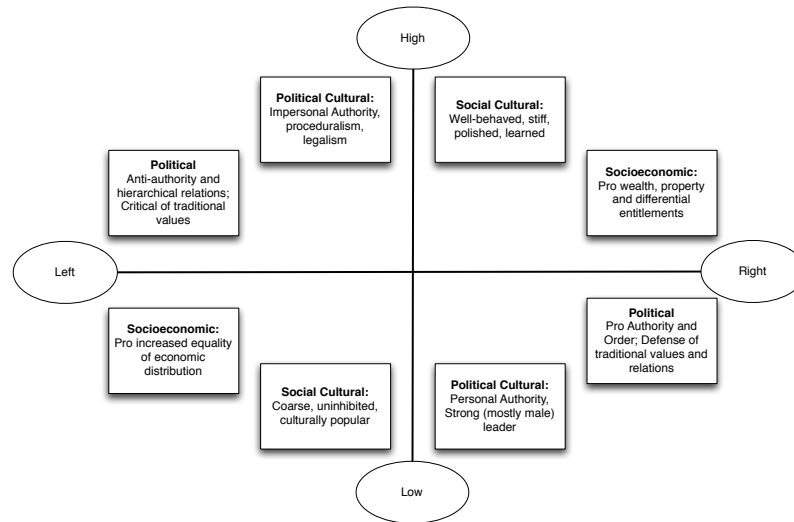 High
Political Cultural:
Impersonal Authority,
proceduralism,
legalism
Social Cultural:
Well-behaved, stiff,
polished, learned
Political
Anti-authority and
hierarchical relations;
Critical of traditional
values
Socioeconomic:
Pro wealth, property
and differential
entitlements
Left
Right
Socioeconomic:
Pro increased equality
of economic
distribution
Political
Pro Authority and
Order; Defense of
traditional values and
relations
Social Cultural:
Coarse, uninhibited,
culturally popular
Political Cultural:
Personal Authority,
Strong (mostly male)
leader
Low